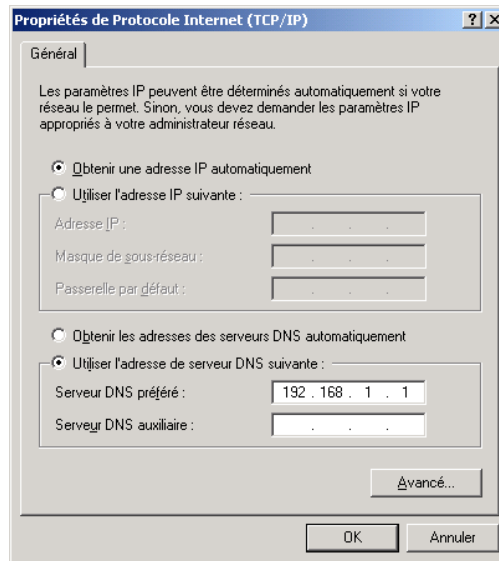 Propriétés de Protocole Internet (TCP/IP)
Général
Les paramètres IP peuvent être déterminés automatiquement si votre
réseau le permet. Sinon, vous devez demander les paramètres IP
appropriés à votre administrateur réseau.
Obtenir une adresse IP automatiquement
Utiliser l'adresse IP suivante :
Adresse IP :
Masque de sous-réseau :
Passerelle par défaut :
Obtenir les adresses des serveurs DNS automatiquement
Utiliser l'adresse de serveur DNS suivante :
Serveur DNS préféré : 192 . 168 . 1 . 1
Serveur DNS auxiliaire :
Avancé...
OK Annuler